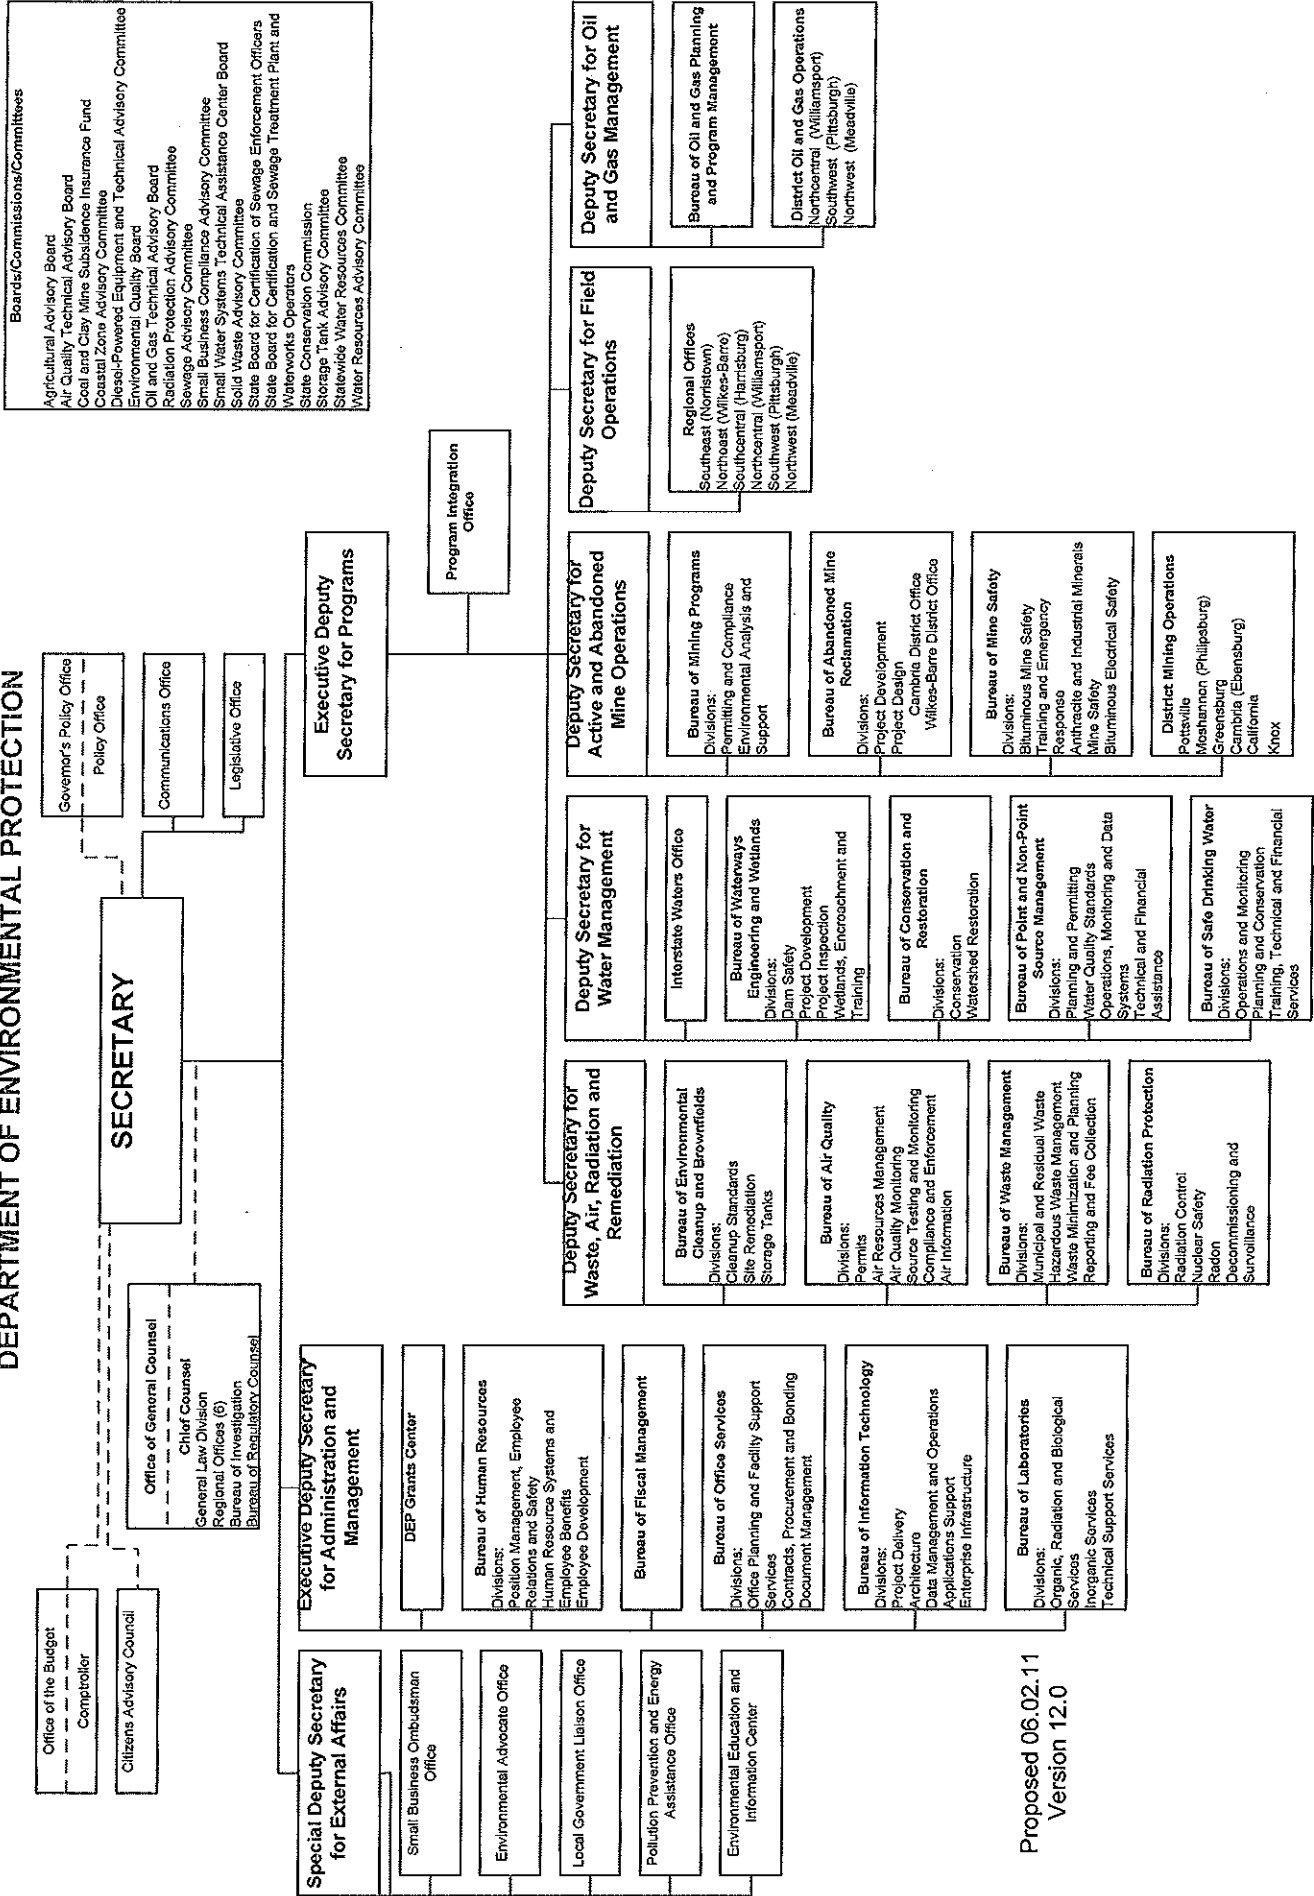 DEPARTMENT OF ENVIRONMENTAL PROTECTION
SECRETARY
Office of the Budget
Comptroller
Citizens Advisory Council
Office of General Counsel
Chief Counsel
General Law Division
Regional Offices (6)
Bureau of Investigation
Bureau of Regulatory Counsel
Governor's Policy Office
Policy Office
Communications Office
Legislative Office
Boards/Commissions/Committees
Agricultural Advisory Board
Air Quality Technical Advisory Board
Coal and Clay Mine Subsidence Insurance Fund
Coastal Zone Advisory Committee
Diesel-Powered Equipment and Technical Advisory Committee
Environmental Quality Board
Oil and Gas Technical Advisory Board
Radiation Protection Advisory Committee
Sewage Advisory Committee
Small Business Compliance Advisory Committee
Small Water Systems Technical Assistance Center Board
Solid Waste Advisory Committee
State Board for Certification of Sewage Enforcement Officers
State Board for Certification and Sewage Treatment Plant and
Waterworks Operators
State Conservation Commission
Storage Tank Advisory Committee
Statewide Water Resources Committee
Water Resources Advisory Committee
Special Deputy Secretary
for External Affairs
Small Business Ombudsman
Office
Environmental Advocate Office
Local Government Liaison Office
Pollution Prevention and Energy
Assistance Office
Environmental Education and
Information Center
Executive Deputy Secretary
for Administration and
Management
DEP Grants Center
Bureau of Human Resources
Divisions:
Position Management, Employee
Relations and Safety
Human Resource Systems and
Employee Benefits
Employee Development
Bureau of Fiscal Management
Bureau of Office Services
Divisions:
Office Planning and Facility Support
Services
Contracts, Procurement and Bonding
Document Management
Bureau of Information Technology
Divisions:
Project Delivery
Architecture
Data Management and Operations
Applications Support
Enterprise Infrastructure
Bureau of Laboratories
Divisions:
Organic, Radiation and Biological
Services
Inorganic Services
Technical Support Services
Executive Deputy
Secretary for Programs
Program Integration
Office
Deputy Secretary for
Waste, Air, Radiation and
Remediation
Bureau of Environmental
Cleanup and Brownfields
Divisions:
Cleanup Standards
Site Remediation
Storage Tanks
Bureau of Air Quality
Divisions:
Permits
Air Resources Management
Air Quality Monitoring
Source Testing and Monitoring
Compliance and Enforcement
Air Information
Bureau of Waste Management
Divisions:
Municipal and Residual Waste
Hazardous Waste Management
Waste Minimization and Planning
Reporting and Fee Collection
Bureau of Radiation Protection
Divisions:
Radiation Control
Nuclear Safety
Radon
Decommissioning and
Surveillance
Deputy Secretary for
Water Management
Interstate Waters Office
Bureau of Waterways
Engineering and Wetlands
Divisions:
Dam Safety
Project Development
Project Inspection
Wetlands, Encroachment and
Training
Bureau of Conservation and
Restoration
Divisions:
Conservation
Watershed Restoration
Bureau of Point and Non-Point
Source Management
Divisions:
Planning and Permitting
Water Quality Standards
Operations, Monitoring and Data
Systems
Technical and Financial
Assistance
Bureau of Safe Drinking Water
Divisions:
Operations and Monitoring
Planning and Conservation
Training, Technical and Financial
Services
Deputy Secretary for
Active and Abandoned
Mine Operations
Bureau of Mining Programs
Divisions:
Permitting and Compliance
Environmental Analysis and
Support
Bureau of Abandoned Mine
Reclamation
Divisions:
Project Development
Project Design
Cambria District Office
Wilkes-Barre District Office
Bureau of Mine Safety
Divisions:
Bituminous Mine Safety
Training and Emergency
Response
Anthracite and Industrial Minerals
Mine Safety
Bituminous Electrical Safety
District Mining Operations
Pottsville
Moshannon (Philipsburg)
Greensburg
Cambria (Ebensburg)
California
Knox
Deputy Secretary for Field
Operations
Regional Offices
Southeast (Norristown)
Northeast (Wilkes-Barre)
Southcentral (Harrisburg)
Northcentral (Williamsport)
Southwest (Pittsburgh)
Northwest (Meadville)
Deputy Secretary for Oil
and Gas Management
Bureau of Oil and Gas Planning
and Program Management
District Oil and Gas Operations
Northcentral (Williamsport)
Southwest (Pittsburgh)
Northwest (Meadville)
Proposed 06.02.11
Version 12.0